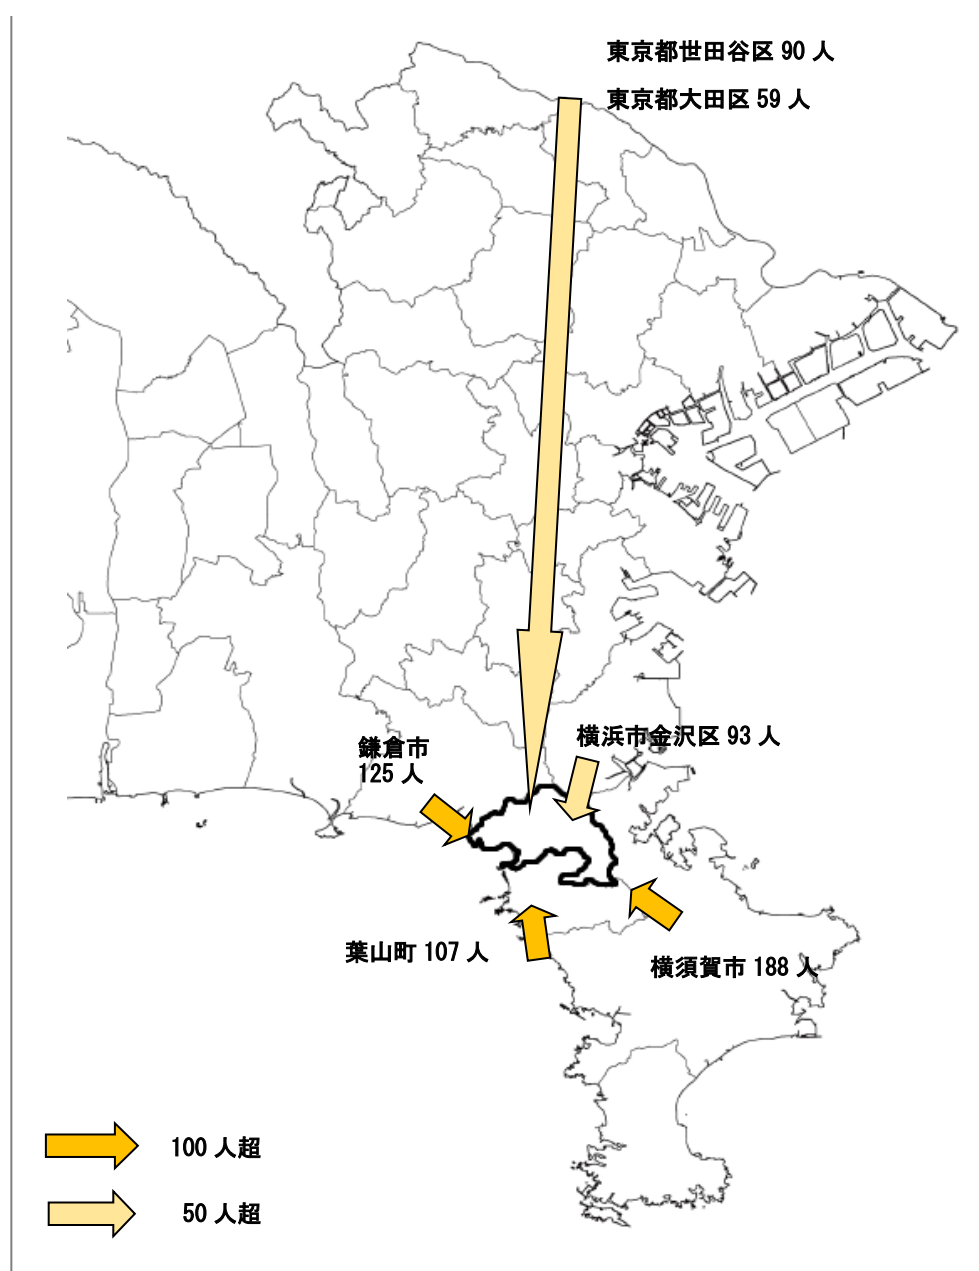 東京都世田谷区 90 人
東京都大田区 59 人
横浜市金沢区 93 人
鎌倉市
125 人
葉山町 107 人
横須賀市 188 人
100 人超
50 人超